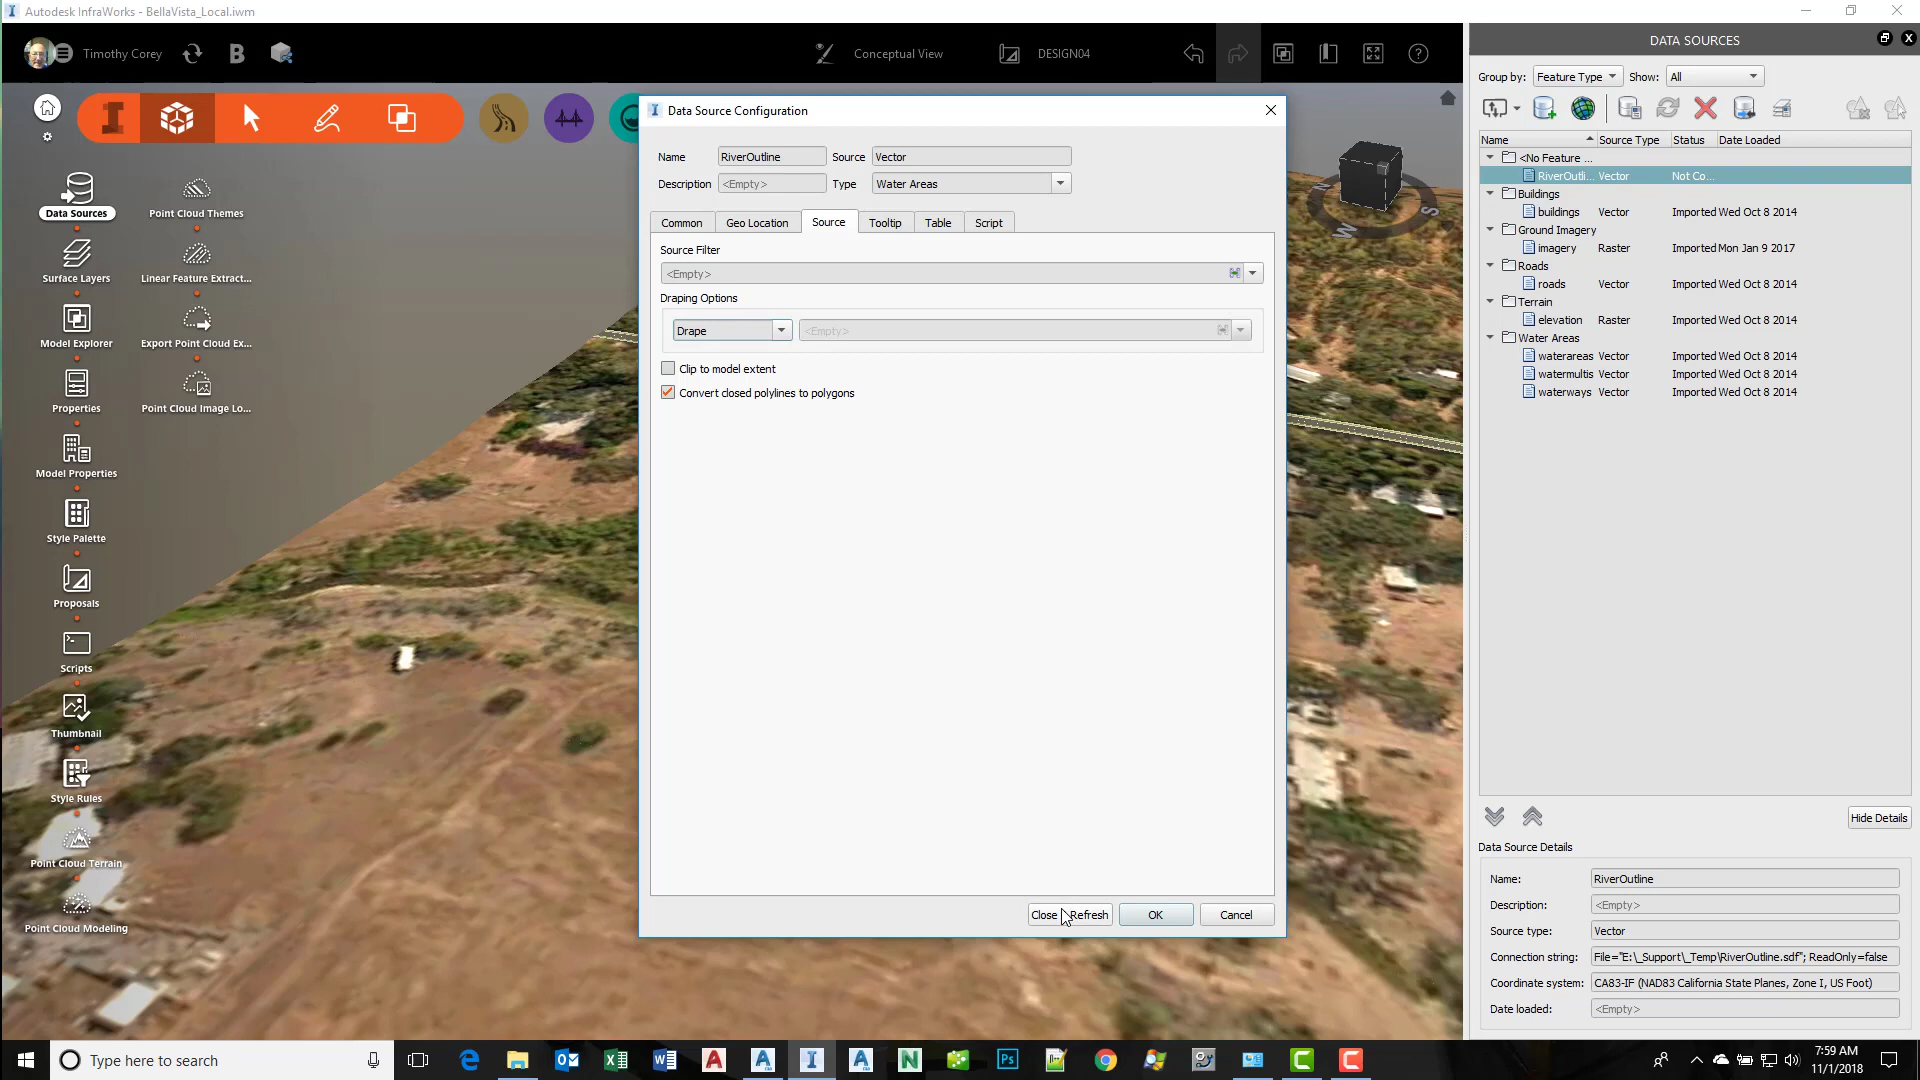 Autodesk InfraWorks - BellaVista_Local.iwm
Timothy Corey
B
Conceptual View
DESIGN04
Data Sources
Point Cloud Themes
Surface Layers
Linear Feature Extract...
Model Explorer
Export Point Cloud Ex...
Properties
Point Cloud Image Lo...
Model Properties
Style Palette
Proposals
Scripts
Thumbnail
Style Rules
Point Cloud Terrain
Point Cloud Modeling
Data Source Configuration
Name RiverOutline Source Vector
Description <Empty> Type Water Areas
Common Geo Location Source Tooltip Table Script
Source Filter
<Empty>
Draping Options
Drape <Empty>
Clip to model extent
Convert closed polylines to polygons
Close Refresh OK Cancel
N W S
DATA SOURCES
Group by: Feature Type Show: All
Name Source Type Status Date Loaded
<No Feature ...
RiverOutli... Vector Not Co...
Buildings
buildings Vector Imported Wed Oct 8 2014
Ground Imagery
imagery Raster Imported Mon Jan 9 2017
Roads
roads Vector Imported Wed Oct 8 2014
Terrain
elevation Raster Imported Wed Oct 8 2014
Water Areas
waterareas Vector Imported Wed Oct 8 2014
watermultis Vector Imported Wed Oct 8 2014
waterways Vector Imported Wed Oct 8 2014
Hide Details
Data Source Details
Name: RiverOutline
Description: <Empty>
Source type: Vector
Connection string: File="E:\_Support\_Temp\RiverOutline.sdf"; ReadOnly=false
Coordinate system: CA83-IF (NAD83 California State Planes, Zone I, US Foot)
Date loaded: <Empty>
Type here to search
7:59 AM
11/1/2018